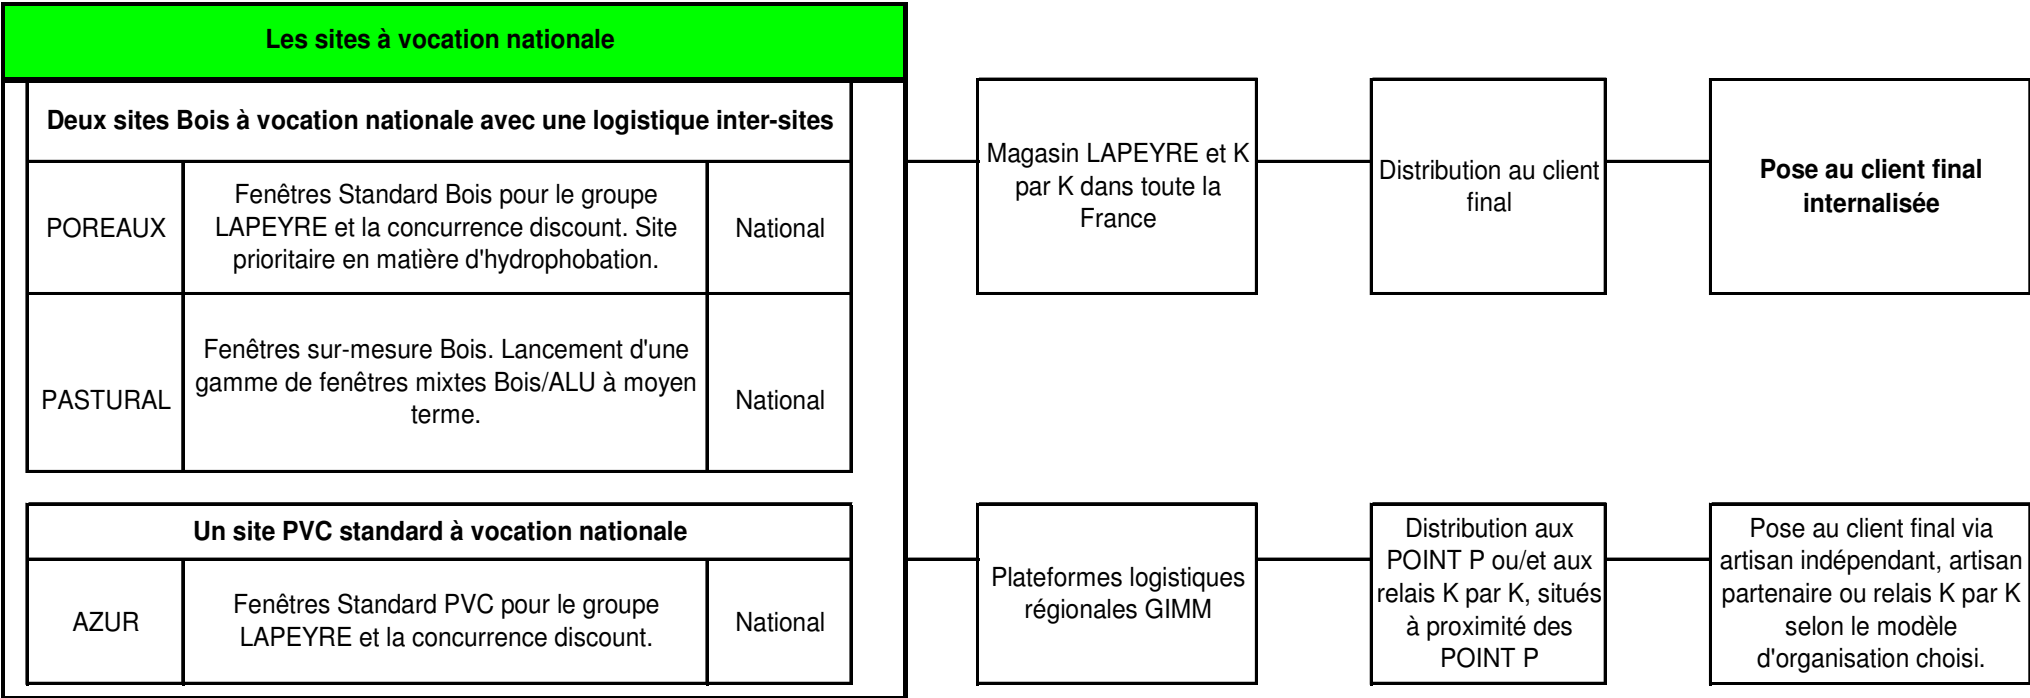 Les sites à vocation nationale
Deux sites Bois à vocation nationale avec une logistique inter-sites
POREAUX
Fenêtres Standard Bois pour le groupe
LAPEYRE et la concurrence discount. Site
prioritaire en matière d'hydrophobation.
National
PASTURAL
Fenêtres sur-mesure Bois. Lancement d'une
gamme de fenêtres mixtes Bois/ALU à moyen
terme.
National
Magasin LAPEYRE et K
par K dans toute la
France
Distribution au client
final
Pose au client final
internalisée
Un site PVC standard à vocation nationale
AZUR
Fenêtres Standard PVC pour le groupe
LAPEYRE et la concurrence discount.
National
Plateformes logistiques
régionales GIMM
Distribution aux
POINT P ou/et aux
relais K par K, situés
à proximité des
POINT P
Pose au client final via
artisan indépendant, artisan
partenaire ou relais K par K
selon le modèle
d'organisation choisi.